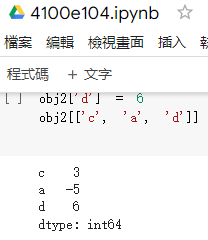 4100e104.ipynb
檔案 編輯 檢視畫面 插入
程式碼 + 文字
[ ] obj2['d'] = 6
obj2[['c', 'a', 'd']]
c 3
a -5
d 6
dtype: int64